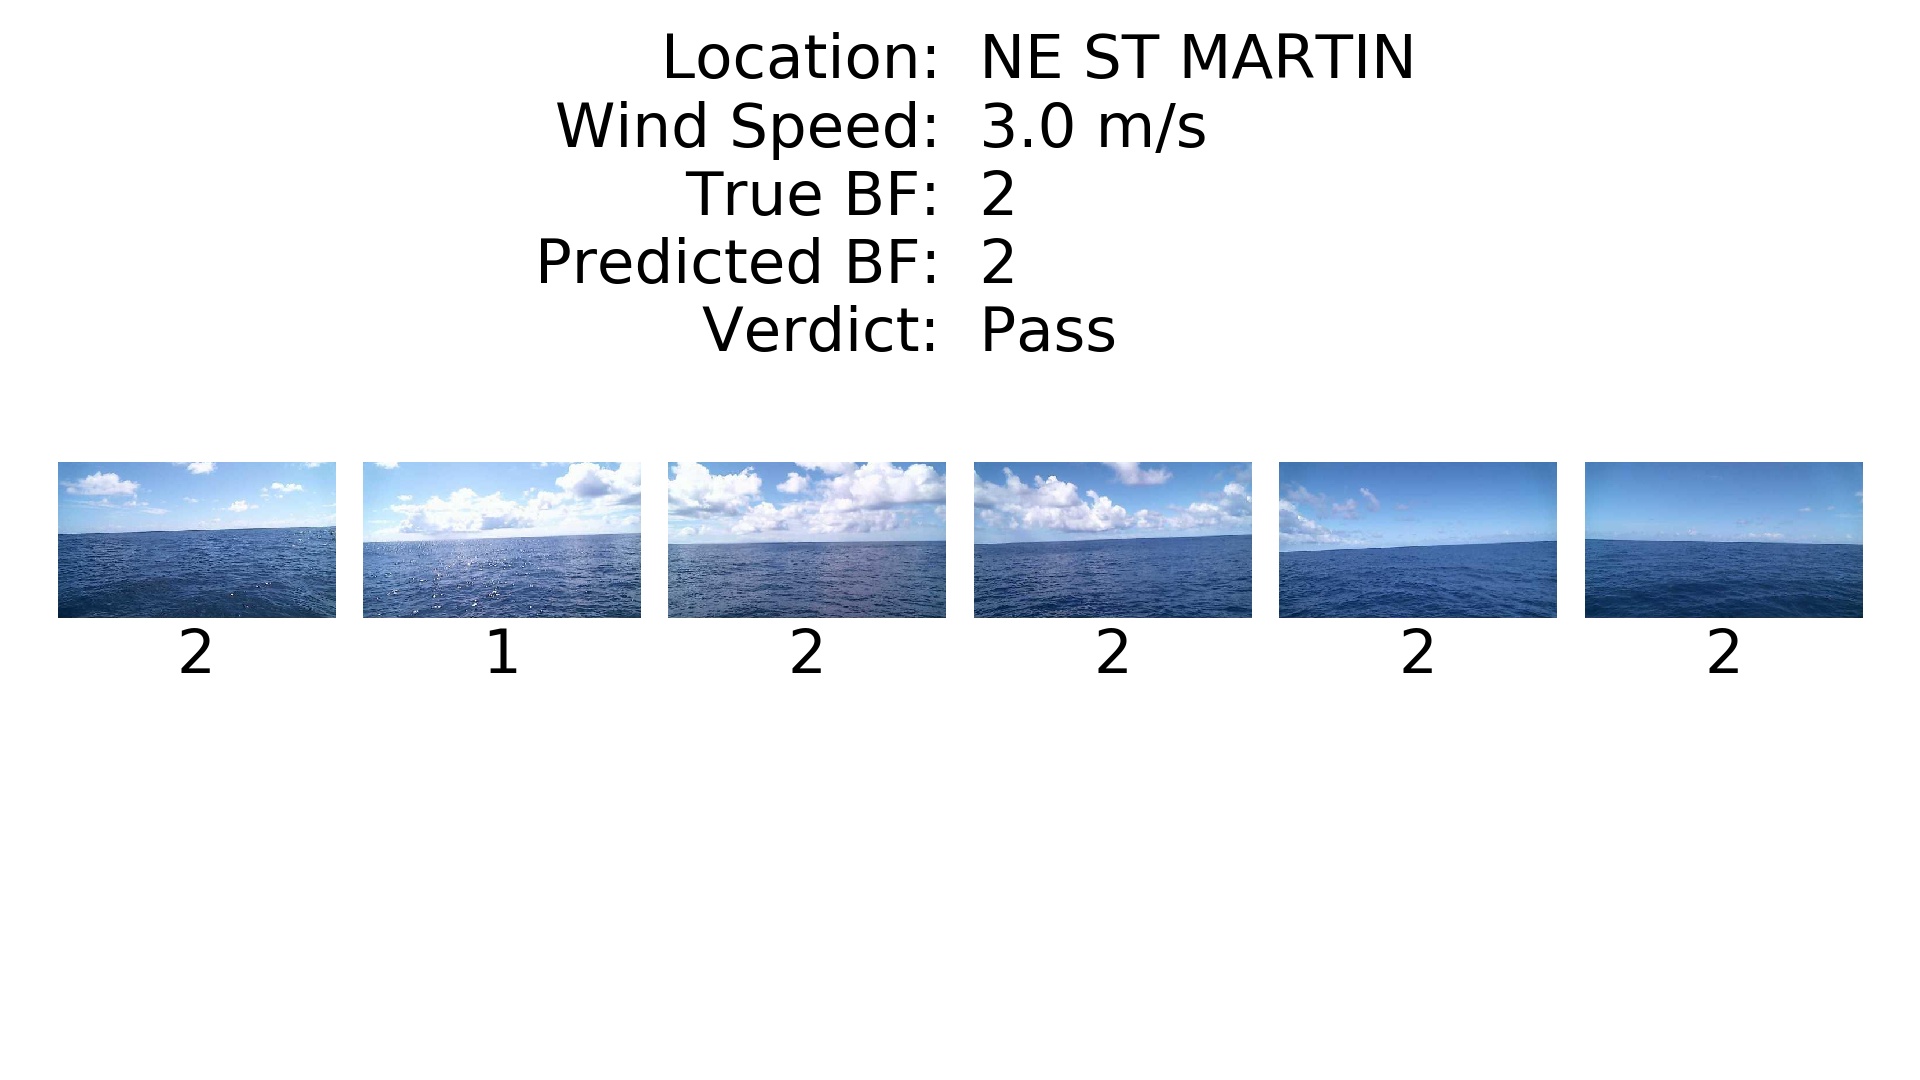 Location: NE ST MARTIN
Wind Speed: 3.0 m/s
True BF: 2
Predicted BF: 2
Verdict: Pass
2 1 2 2 2 2